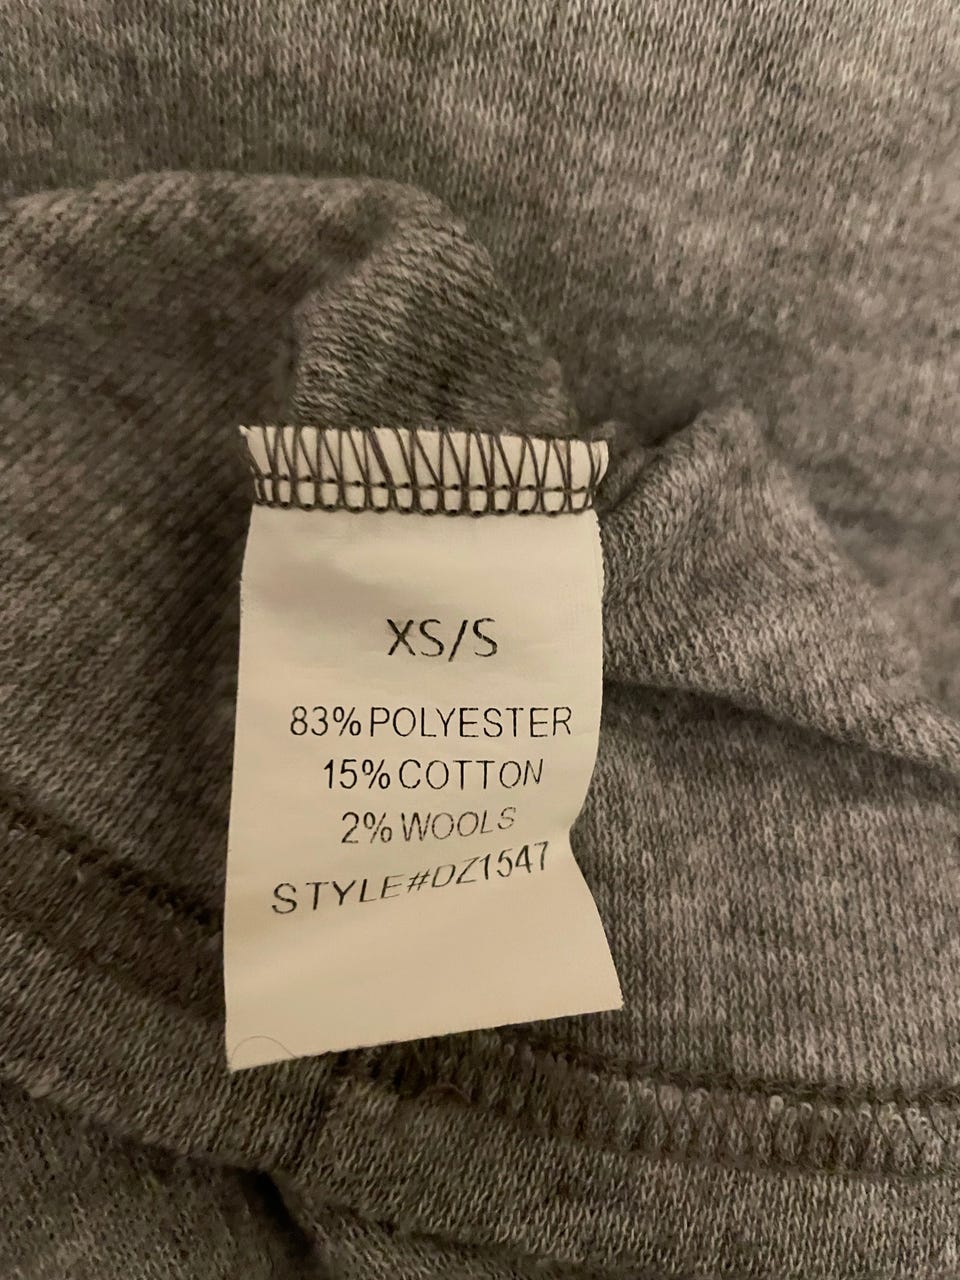 XS/S
83% POLYESTER
15% COTTON
2% WOOLS
STYLE#DZ1547